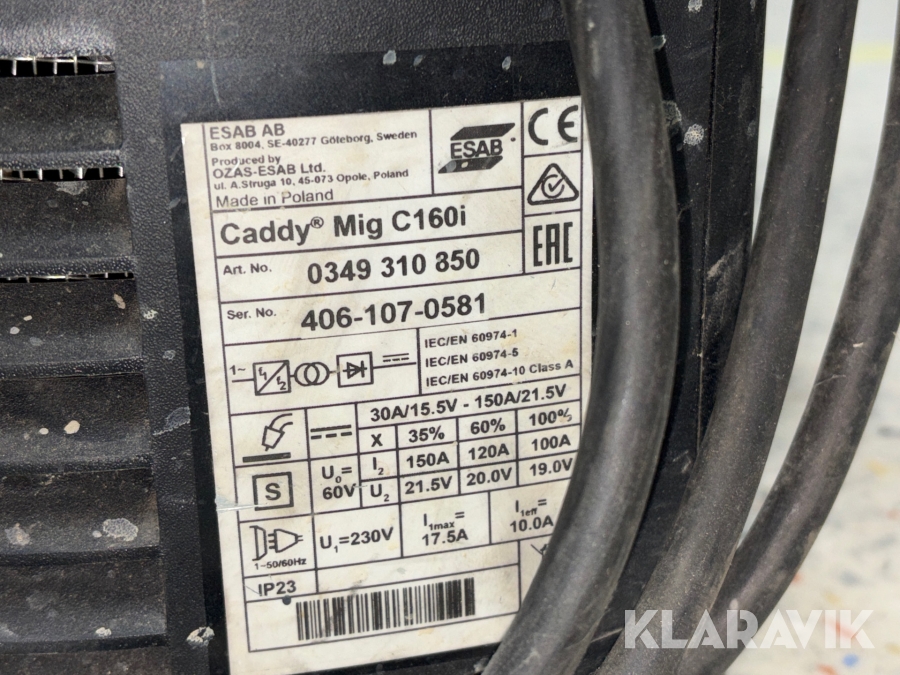 ESAB AB
Box 8004, SE-40277 Göteborg, Sweden
Produced by
OZAS-ESAB Ltd.
ul. A.Struga 10, 45-073 Opole, Poland
Made in Poland
ESAB
CE
EAC
Caddy® Mig C160i
Art. No. 0349 310 850
Ser. No. 406-107-0581
1~ f1 f2
IEC/EN 60974-1
IEC/EN 60974-5
IEC/EN 60974-10 Class A
30A/15.5V - 150A/21.5V
X 35% 60% 100%
S
U0= 60V
I2 150A 120A 100A
U2 21.5V 20.0V 19.0V
1~50/60Hz
U1=230V
I1max= 17.5A
I1eff= 10.0A
IP23
KLARAVIK